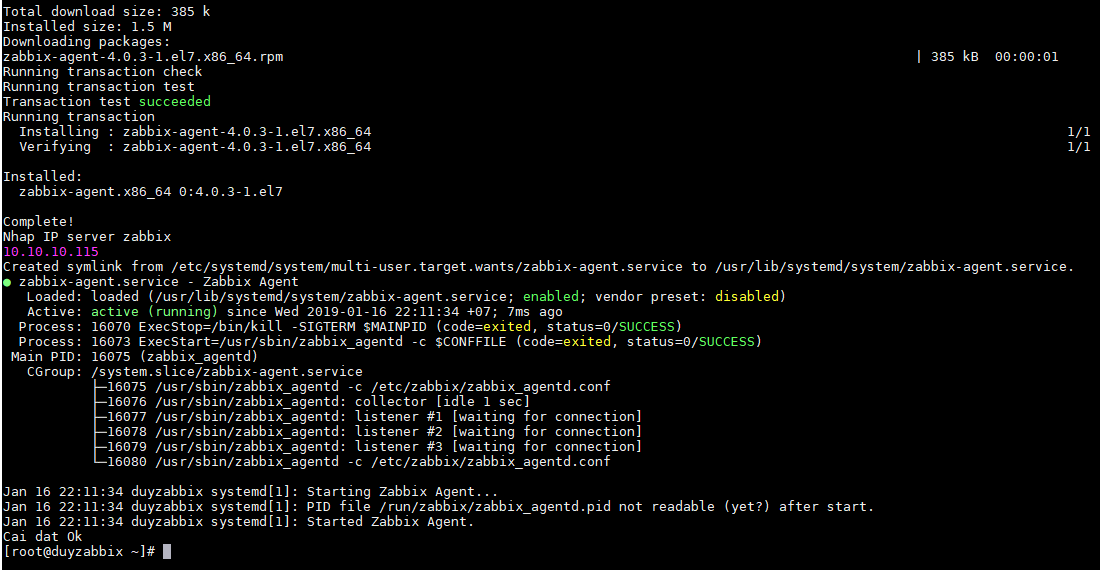 Total download size: 385 k
Installed size: 1.5 M
Downloading packages:
zabbix-agent-4.0.3-1.el7.x86_64.rpm | 385 kB 00:00:01
Running transaction check
Running transaction test
Transaction test succeeded
Running transaction
Installing : zabbix-agent-4.0.3-1.el7.x86_64 1/1
Verifying : zabbix-agent-4.0.3-1.el7.x86_64 1/1
Installed:
zabbix-agent.x86_64 0:4.0.3-1.el7
Complete!
Nhap IP server zabbix
10.10.10.115
Created symlink from /etc/systemd/system/multi-user.target.wants/zabbix-agent.service to /usr/lib/systemd/system/zabbix-agent.service.
● zabbix-agent.service - Zabbix Agent
Loaded: loaded (/usr/lib/systemd/system/zabbix-agent.service; enabled; vendor preset: disabled)
Active: active (running) since Wed 2019-01-16 22:11:34 +07; 7ms ago
Process: 16070 ExecStop=/bin/kill -SIGTERM $MAINPID (code=exited, status=0/SUCCESS)
Process: 16073 ExecStart=/usr/sbin/zabbix_agentd -c $CONFFILE (code=exited, status=0/SUCCESS)
Main PID: 16075 (zabbix_agentd)
CGroup: /system.slice/zabbix-agent.service
├─16075 /usr/sbin/zabbix_agentd -c /etc/zabbix/zabbix_agentd.conf
├─16076 /usr/sbin/zabbix_agentd: collector [idle 1 sec]
├─16077 /usr/sbin/zabbix_agentd: listener #1 [waiting for connection]
├─16078 /usr/sbin/zabbix_agentd: listener #2 [waiting for connection]
├─16079 /usr/sbin/zabbix_agentd: listener #3 [waiting for connection]
└─16080 /usr/sbin/zabbix_agentd -c /etc/zabbix/zabbix_agentd.conf
Jan 16 22:11:34 duyzabbix systemd[1]: Starting Zabbix Agent...
Jan 16 22:11:34 duyzabbix systemd[1]: PID file /run/zabbix/zabbix_agentd.pid not readable (yet?) after start.
Jan 16 22:11:34 duyzabbix systemd[1]: Started Zabbix Agent.
Cai dat Ok
[root@duyzabbix ~]#